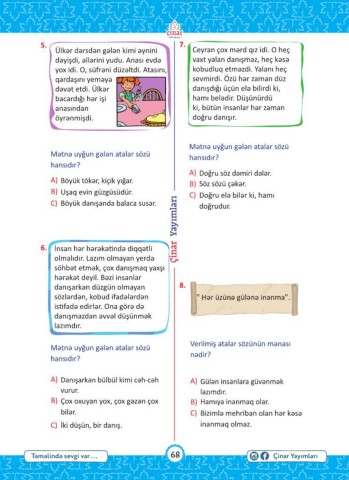 çınar
5.
Ülkər dərsdən gələn kimi əynini
dəyişdi, əllərini yudu. Anası evdə
yox idi. O, süfrəni düzəltdi. Atasını,
qardaşını yeməyə
dəvət etdi. Ülkər
bacardığı hər işi
anasından
öyrənmişdi.
Mətnə uyğun gələn atalar sözü
hansıdır?
A) Böyük tökər, kiçik yığar.
B) Uşaq evin güzgüsüdür.
C) Böyük danışanda balaca susar.
6.
İnsan hər hərəkətində diqqətli
olmalıdır. Lazım olmayan yerdə
söhbət etmək, çox danışmaq yaxşı
hərəkət deyil. Bəzi insanlar
danışarkən düzgün olmayan
sözlərdən, kobud ifadələrdən
istifadə edirlər. Ona görə də
danışmazdan əvvəl düşünmək
lazımdır.
Mətnə uyğun gələn atalar sözü
hansıdır?
A) Danışarkən bülbül kimi cəh-cəh
vurur.
B) Çox oxuyan yox, çox gəzən çox
bilər.
C) İki düşün, bir danış.
Çinar Yayımları
7.
Ceyran çox mərd qız idi. O heç
vaxt yalan danışmaz, heç kəsə
kobudluq etməzdi. Yalanı heç
sevmirdi. Özü hər zaman düz
danışdığı üçün elə bilirdi ki,
hamı belədir. Düşünürdü
ki, bütün insanlar hər zaman
doğru danışır.
Mətnə uyğun gələn atalar sözü
hansıdır?
A) Doğru söz dəmiri dələr.
B) Söz sözü çəkər.
C) Doğru elə bilər ki, hamı
doğrudur.
8.
" Hər üzünə gülənə inanma".
Verilmiş atalar sözünün mənası
nədir?
A) Gülən insanlara güvənmək
lazımdır.
B) Hamıya inanmaq olar.
C) Bizimlə mehriban olan hər kəsə
inanmaq olmaz.
Təməlində sevgi var ...
68
Çinar Yayımları